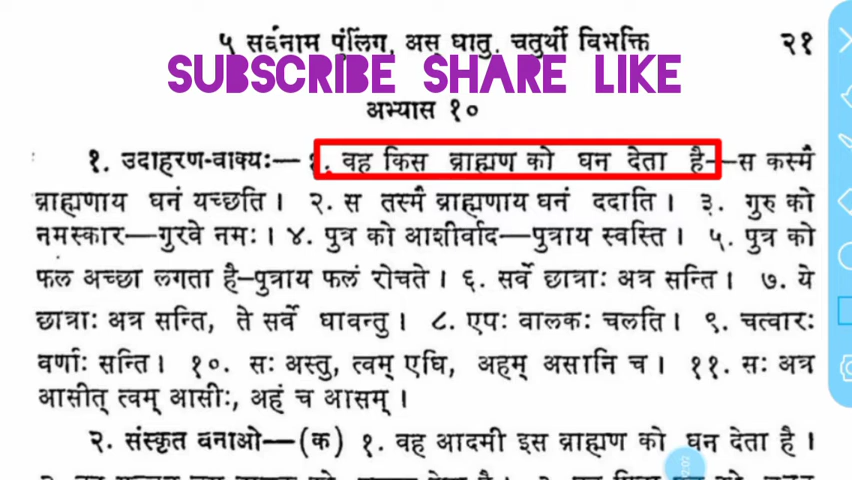 ५ सर्वनाम पुंलिंग, अस धातु, चतुर्थी विभक्ति २१
SUBSCRIBE SHARE LIKE
अभ्यास १०
१. उदाहरण-वाक्यः— १. वह किस ब्राह्मण को धन देता है—स कस्मै
ब्राह्मणाय धनं यच्छति। २. स तस्मै ब्राह्मणाय धनं ददाति। ३. गुरु को
नमस्कार—गुरवे नमः। ४. पुत्र को आशीर्वाद—पुत्राय स्वस्ति। ५. पुत्र को
फल अच्छा लगता है—पुत्राय फलं रोचते। ६. सर्वे छात्राः अत्र सन्ति। ७. ये
छात्राः अत्र सन्ति, ते सर्वे धावन्तु। ८. एषः बालकः चलति। ९. चत्वारः
वर्णाः सन्ति। १०. सः अस्तु, त्वम् एधि, अहम् असानि च। ११. सः अत्र
आसीत् त्वम् आसीः, अहं च आसम्।
२. संस्कृत बनाओ—(क) १. वह आदमी इस ब्राह्मण को धन देता है।
02:02